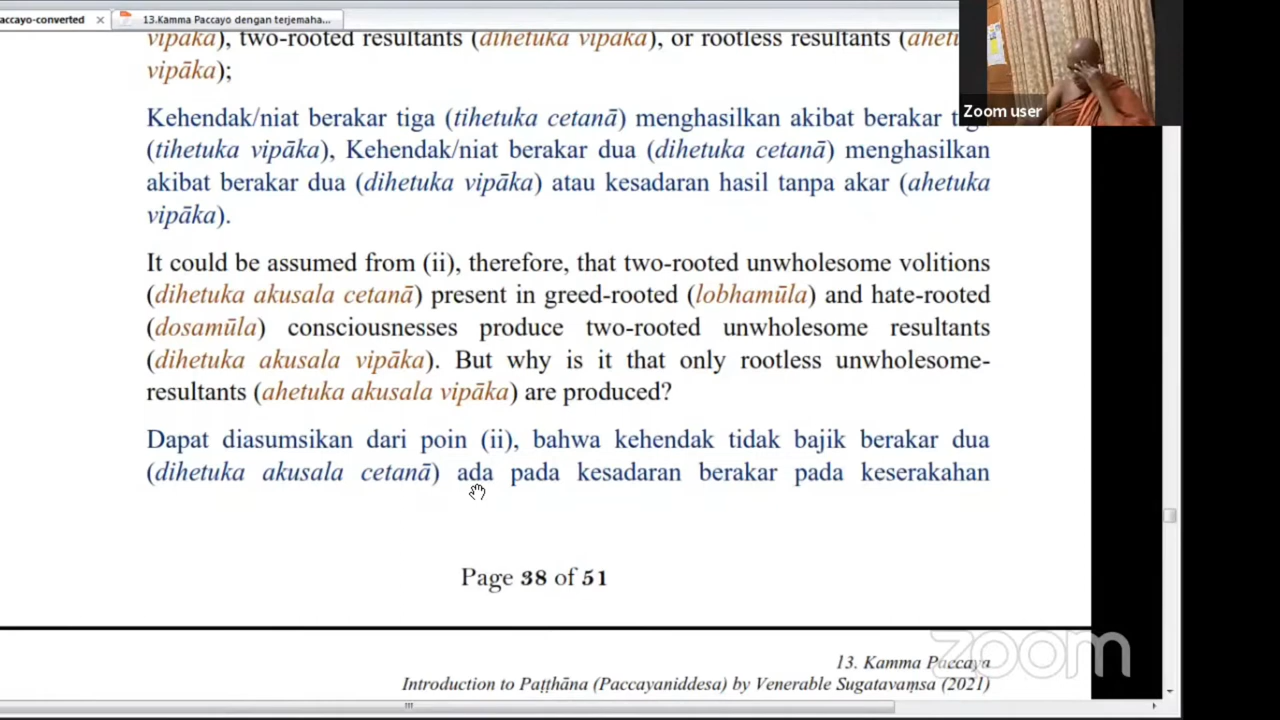 accayo-converted
13.Kamma Paccayo dengan terjemaha...
vipāka), two-rooted resultants (dihetuka vipāka), or rootless resultants (ahetu
vipāka);
Zoom user
Kehendak/niat berakar tiga (tihetuka cetanā) menghasilkan akibat berakar tig
(tihetuka vipāka), Kehendak/niat berakar dua (dihetuka cetanā) menghasilkan
akibat berakar dua (dihetuka vipāka) atau kesadaran hasil tanpa akar (ahetuka
vipāka).
It could be assumed from (ii), therefore, that two-rooted unwholesome volitions
(dihetuka akusala cetanā) present in greed-rooted (lobhamūla) and hate-rooted
(dosamūla) consciousnesses produce two-rooted unwholesome resultants
(dihetuka akusala vipāka). But why is it that only rootless unwholesome-
resultants (ahetuka akusala vipāka) are produced?
Dapat diasumsikan dari poin (ii), bahwa kehendak tidak bajik berakar dua
(dihetuka akusala cetanā) ada pada kesadaran berakar pada keserakahan
Page 38 of 51
zoom
13. Kamma Paccaya
Introduction to Paṭṭhāna (Paccayaniddesa) by Venerable Sugatavaṃsa (2021)